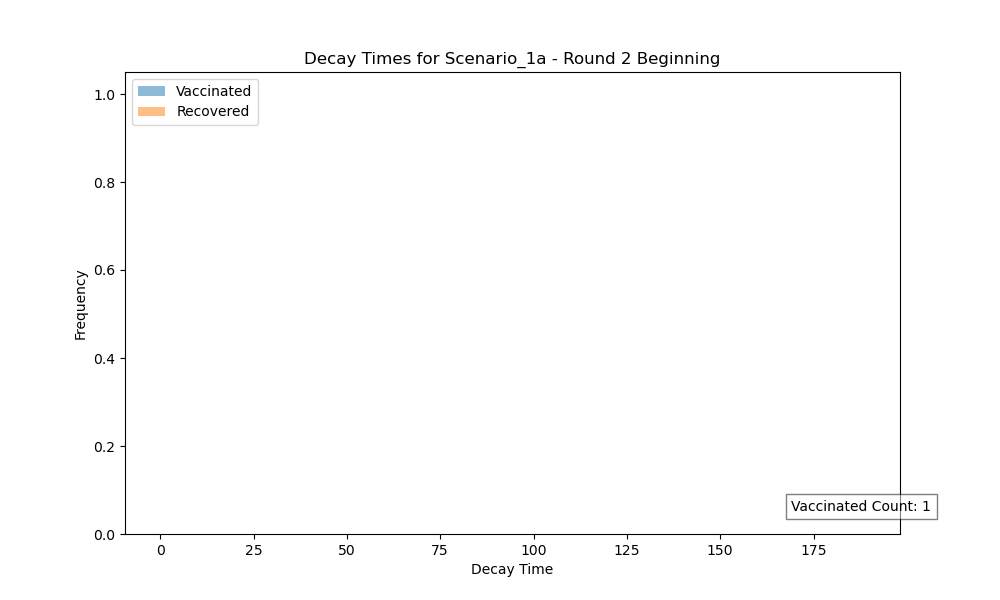 Decay Times for Scenario_1a - Round 2 Beginning
Vaccinated
Recovered
1.0
0.8
0.6
0.4
0.2
0.0
Frequency
Vaccinated Count: 1
0 25 50 75 100 125 150 175
Decay Time